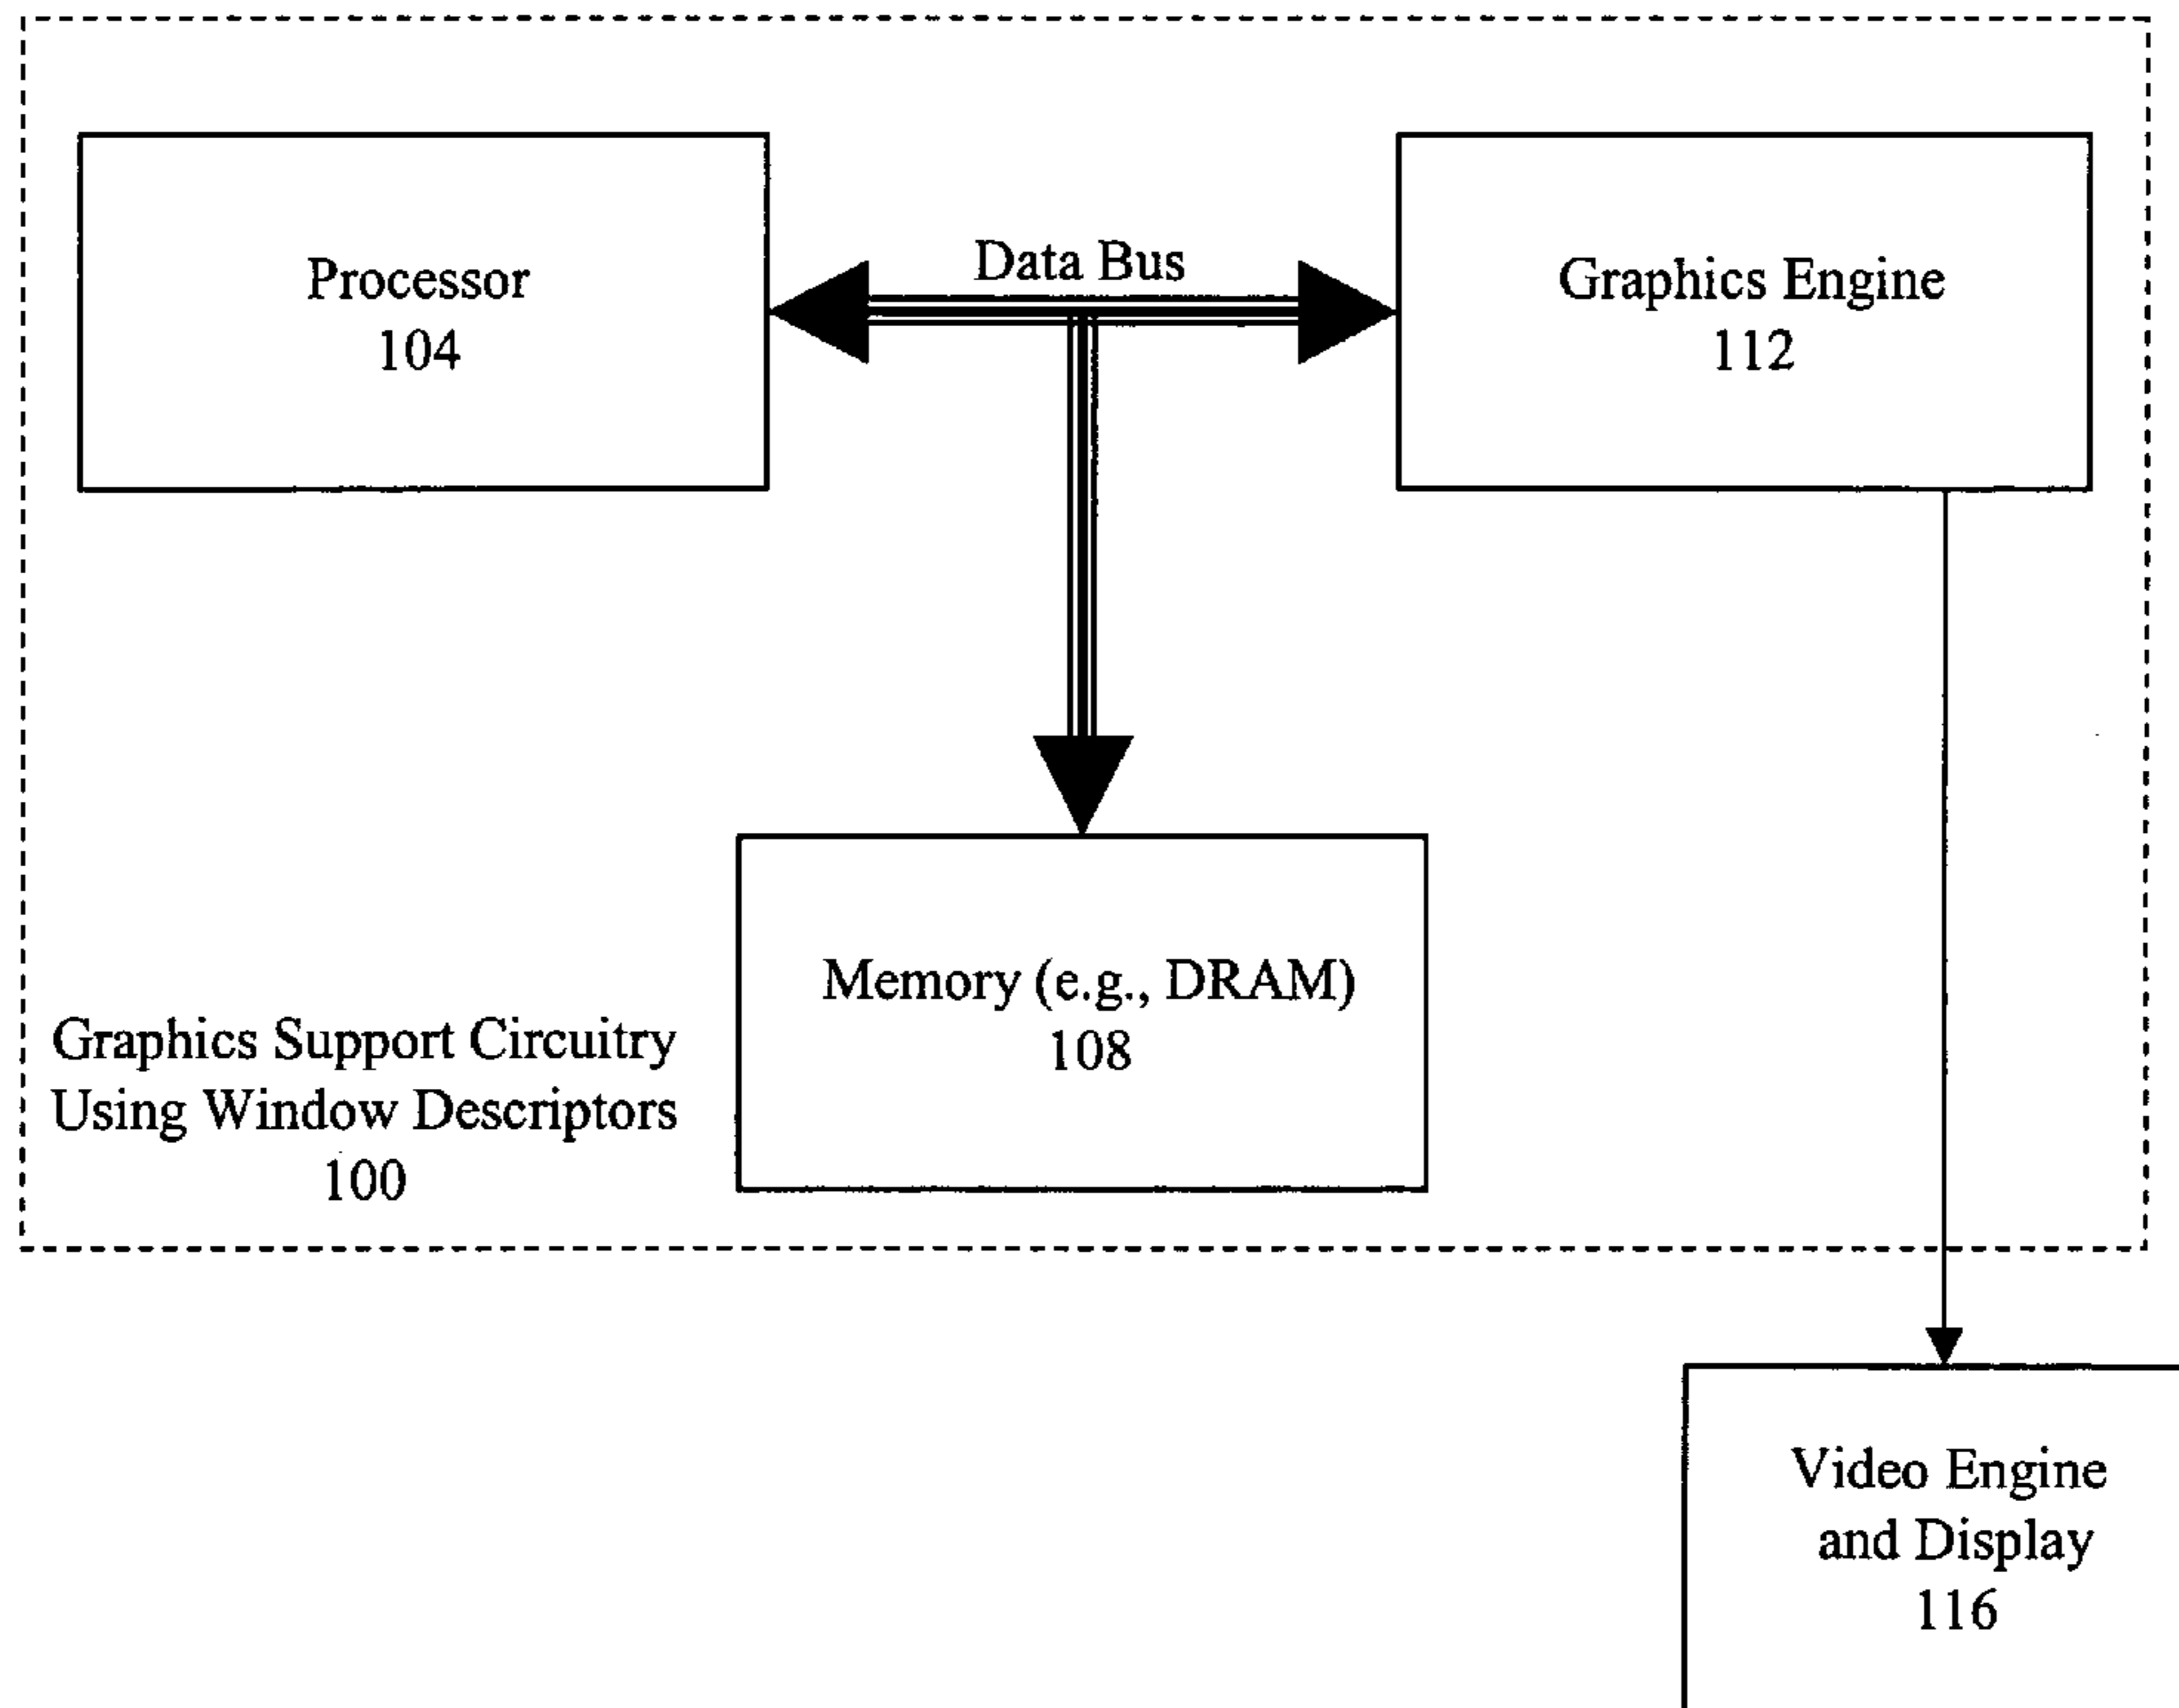 Processor
104
Data Bus
Graphics Engine
112
Memory (e.g., DRAM)
108
Graphics Support Circuitry
Using Window Descriptors
100
Video Engine
and Display
116